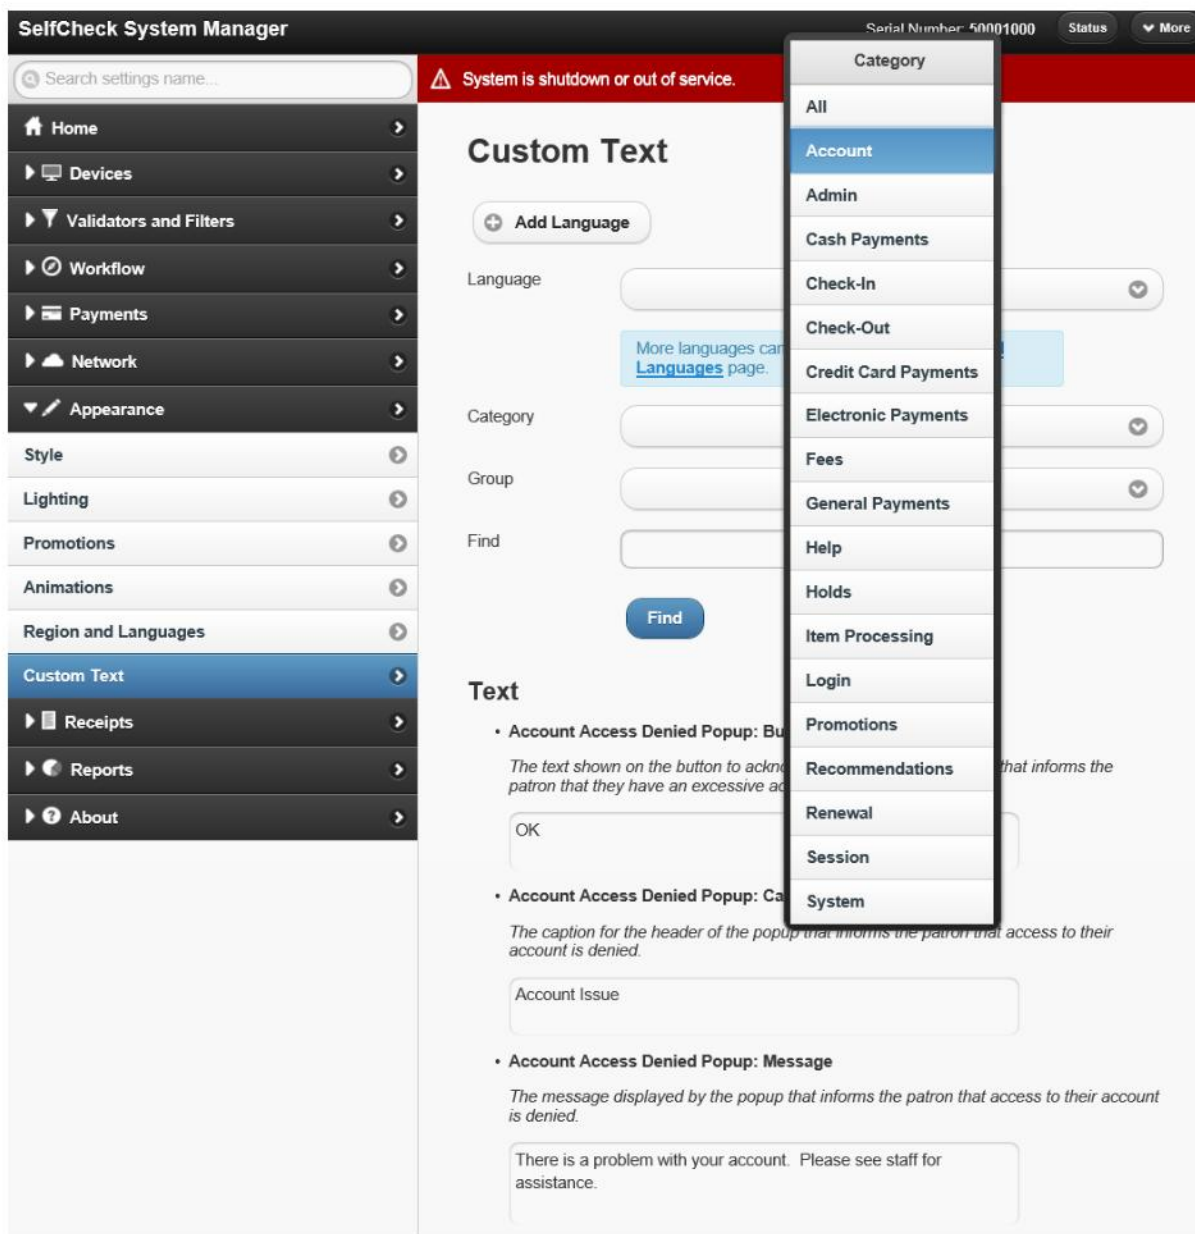 SelfCheck System Manager
Serial Number: 50001000
Status
More
Search settings name...
System is shutdown or out of service.
Home
Devices
Validators and Filters
Workflow
Payments
Network
Appearance
Style
Lighting
Promotions
Animations
Region and Languages
Custom Text
Receipts
Reports
About
Custom Text
Add Language
Language
More languages can
Languages page.
Category
Group
Find
Find
Category
All
Account
Admin
Cash Payments
Check-In
Check-Out
Credit Card Payments
Electronic Payments
Fees
General Payments
Help
Holds
Item Processing
Login
Promotions
Recommendations
Renewal
Session
System
Text
• Account Access Denied Popup: Bu
The text shown on the button to ackno that informs the
patron that they have an excessive ac
OK
• Account Access Denied Popup: Ca
The caption for the header of the popup that informs the patron that access to their
account is denied.
Account Issue
• Account Access Denied Popup: Message
The message displayed by the popup that informs the patron that access to their account
is denied.
There is a problem with your account. Please see staff for
assistance.